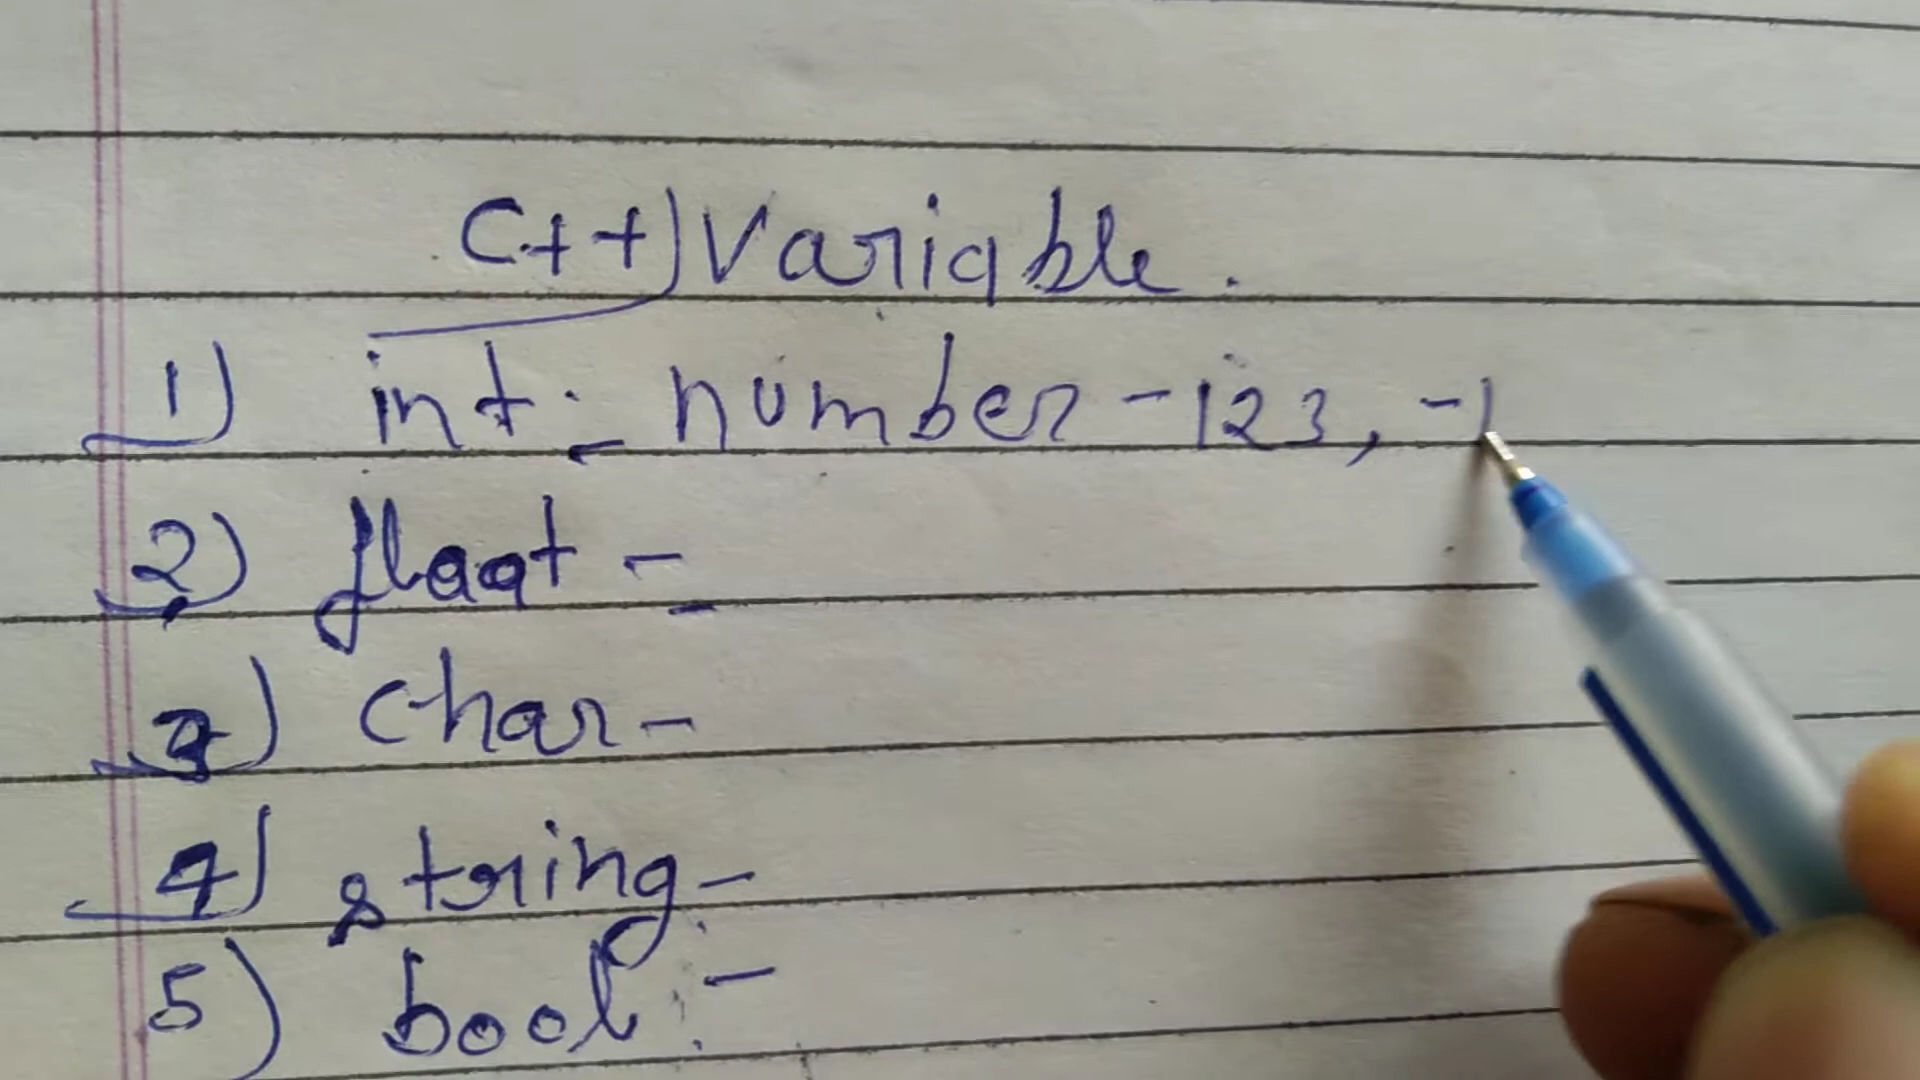 C++) Variable.
1) int:- number - 123, -1
2) float -
3) char -
4) string -
5) bool:-